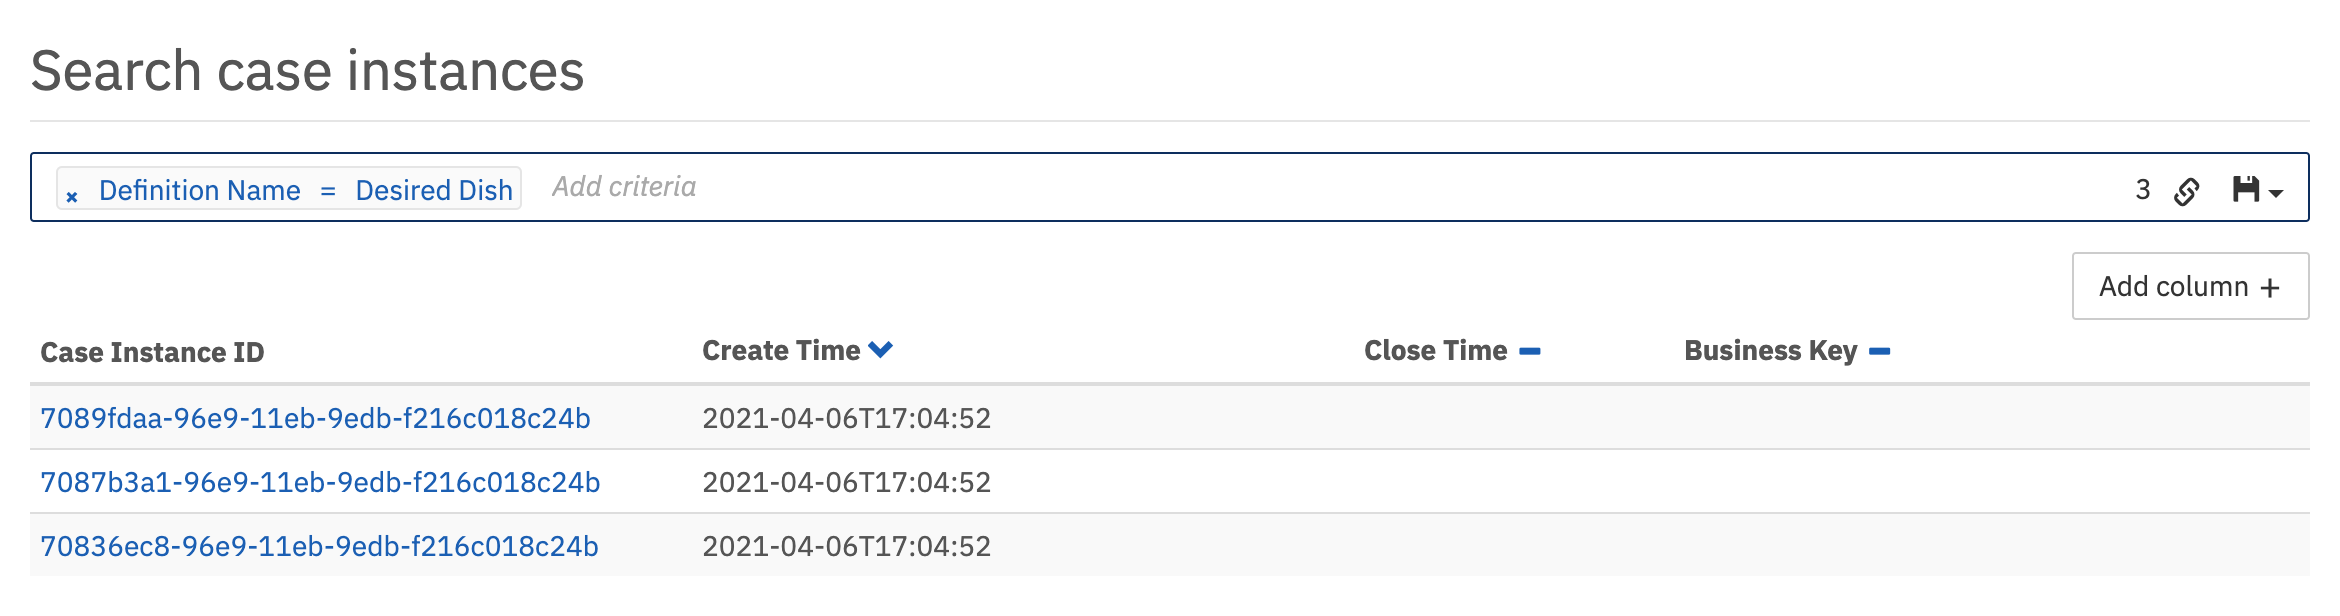 Search case instances
× Definition Name = Desired Dish Add criteria 3
Add column +
Case Instance ID Create Time Close Time Business Key
7089fdaa-96e9-11eb-9edb-f216c018c24b 2021-04-06T17:04:52
7087b3a1-96e9-11eb-9edb-f216c018c24b 2021-04-06T17:04:52
70836ec8-96e9-11eb-9edb-f216c018c24b 2021-04-06T17:04:52